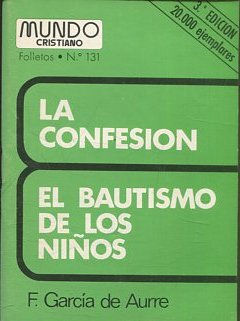 MUNDO
CRISTIANO
Folletos • N.º 131
3.ª EDICION
20.000 ejemplares
LA
CONFESION
EL BAUTISMO
DE LOS
NIÑOS
F. García de Aurre